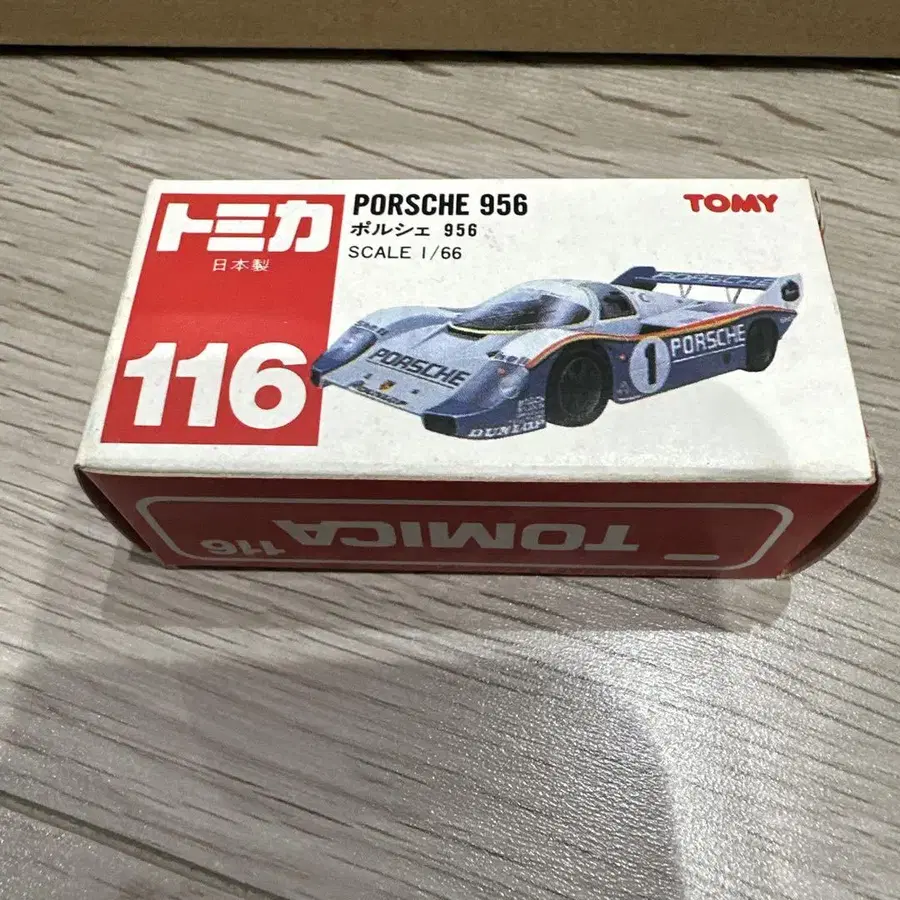 トミカ
日本製
116
PORSCHE 956
ポルシェ 956
SCALE 1/66
TOMY
PORSCHE
PORSCHE
1
PORSCHE
DUNLOP
TOMICA 116